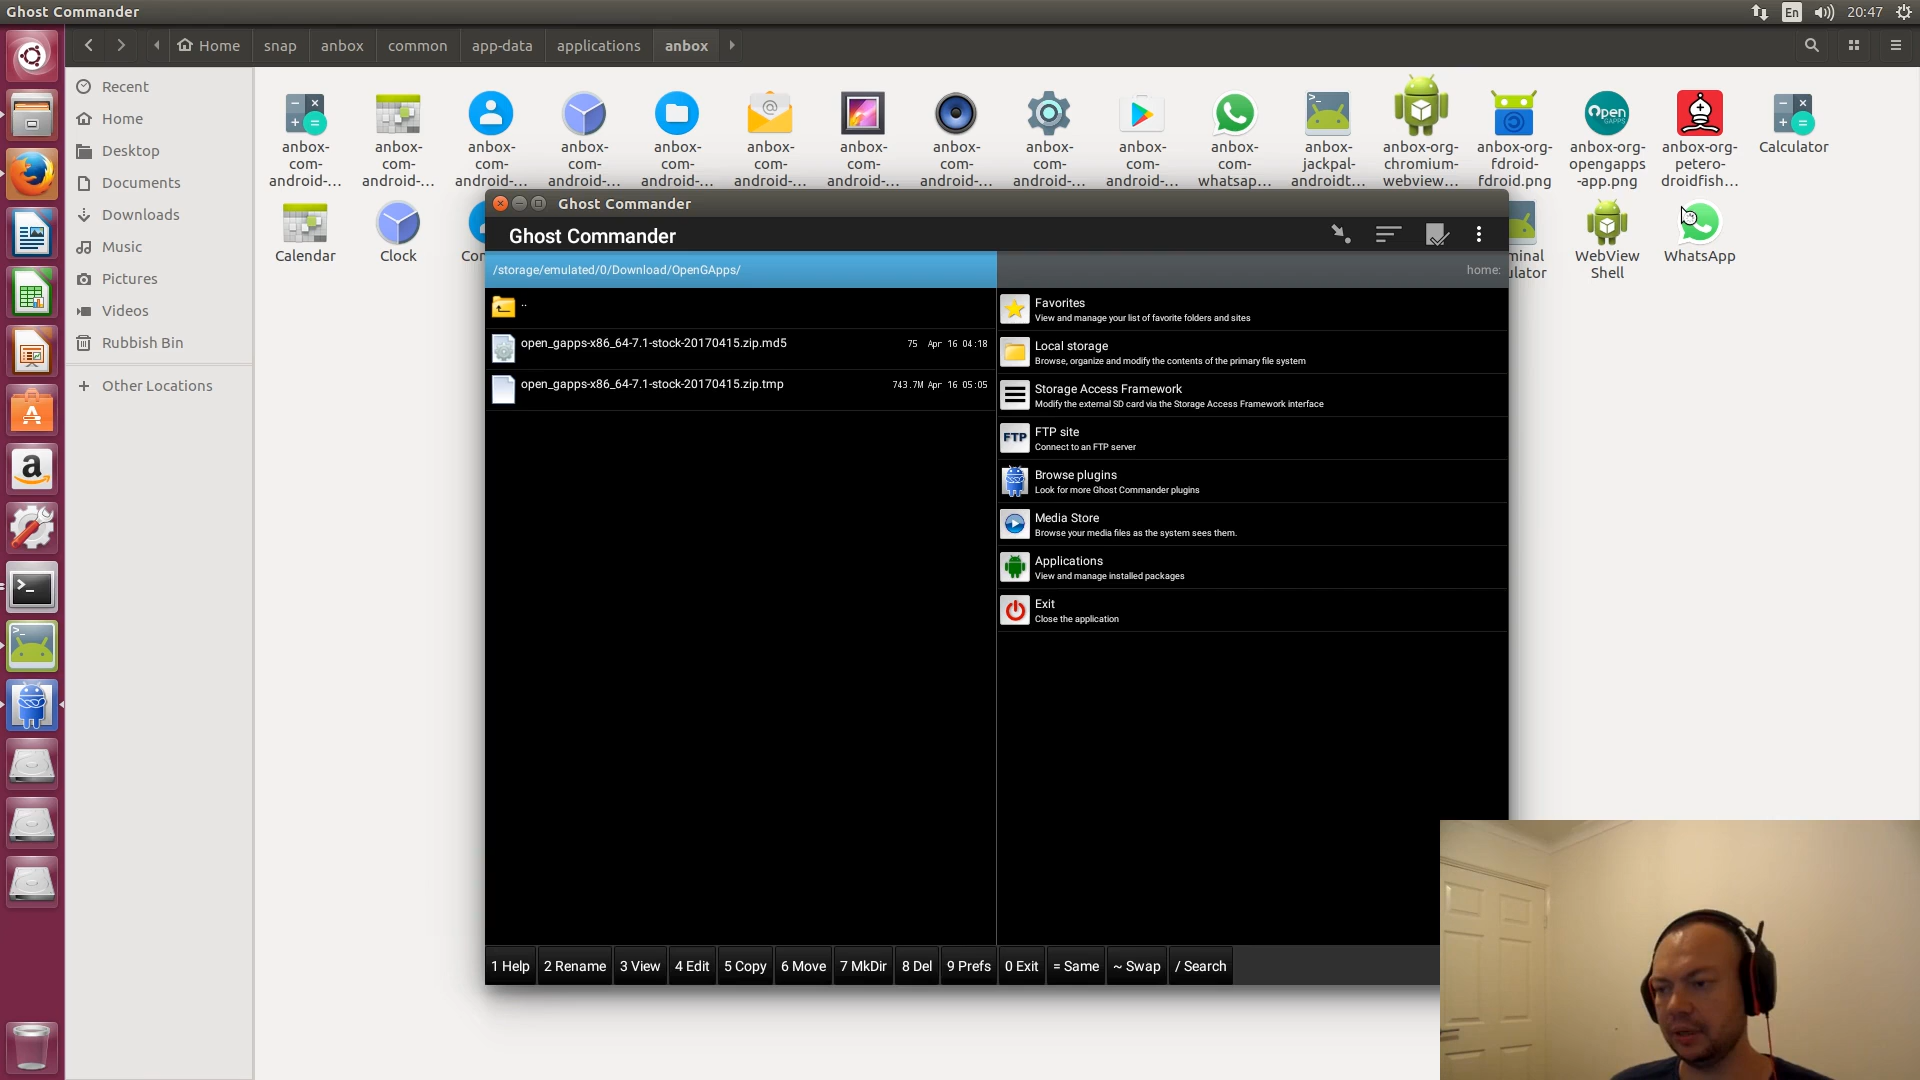 Ghost Commander
En
20:47
Home
snap
anbox
common
app-data
applications
anbox
Recent
Home
Desktop
Documents
Downloads
Music
Pictures
Videos
Rubbish Bin
+ Other Locations
anbox-
com-
android-...
anbox-
com-
android-...
anbox-
com-
android-...
anbox-
com-
android-...
anbox-
com-
android-...
anbox-
com-
android-...
anbox-
com-
android-...
anbox-
com-
android-...
anbox-
com-
android-...
anbox-
com-
android-...
anbox-
com-
whatsap...
anbox-
jackpal-
androidt...
anbox-org-
chromium-
webview...
anbox-org-
fdroid-
fdroid.png
Open
GAPPS
anbox-org-
opengapps
-app.png
anbox-org-
petero-
droidfish...
Calculator
Calendar
Clock
Con
minal
ulator
WebView
Shell
WhatsApp
Ghost Commander
Ghost Commander
/storage/emulated/0/Download/OpenGApps/
home:
..
open_gapps-x86_64-7.1-stock-20170415.zip.md5
75 Apr 16 04:18
open_gapps-x86_64-7.1-stock-20170415.zip.tmp
743.7M Apr 16 05:05
Favorites
View and manage your list of favorite folders and sites
Local storage
Browse, organize and modify the contents of the primary file system
Storage Access Framework
Modify the external SD card via the Storage Access Framework interface
FTP
FTP site
Connect to an FTP server
Browse plugins
Look for more Ghost Commander plugins
Media Store
Browse your media files as the system sees them.
Applications
View and manage installed packages
Exit
Close the application
1 Help
2 Rename
3 View
4 Edit
5 Copy
6 Move
7 MkDir
8 Del
9 Prefs
0 Exit
= Same
~ Swap
/ Search